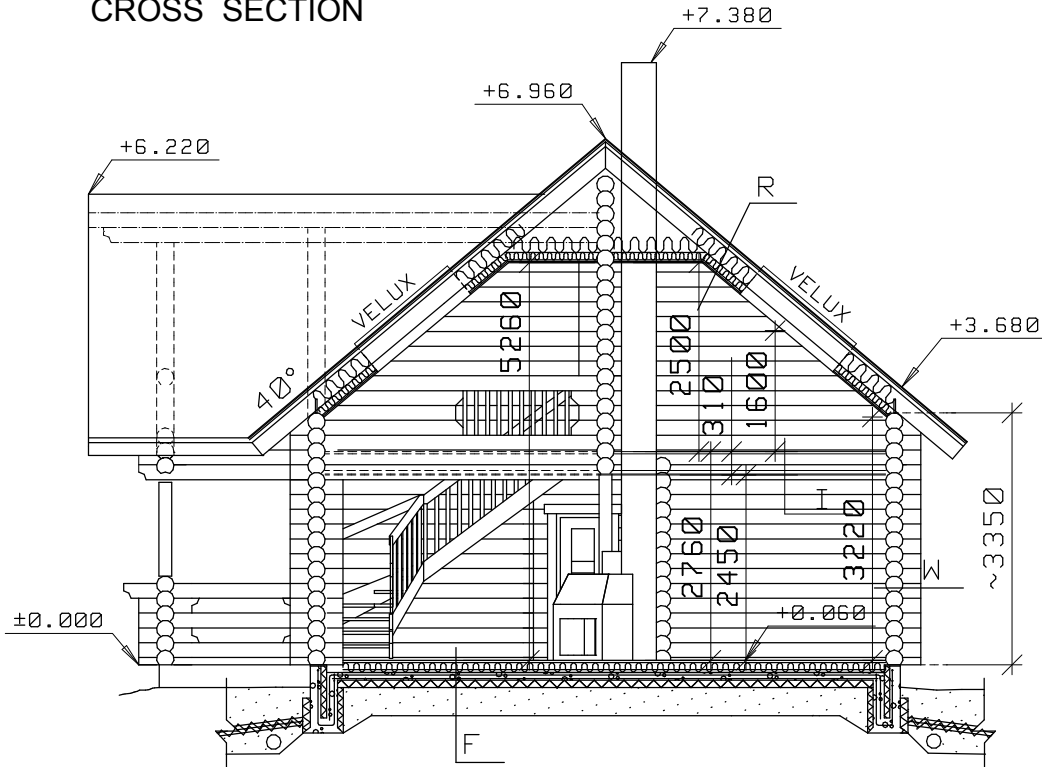 CROSS SECTION
+7.380
+6.960
+6.220
R
VELUX
VELUX
+3.680
5260
2500
310
1600
40°
I
2760
2450
3220
~3350
W
±0.000
+0.060
F